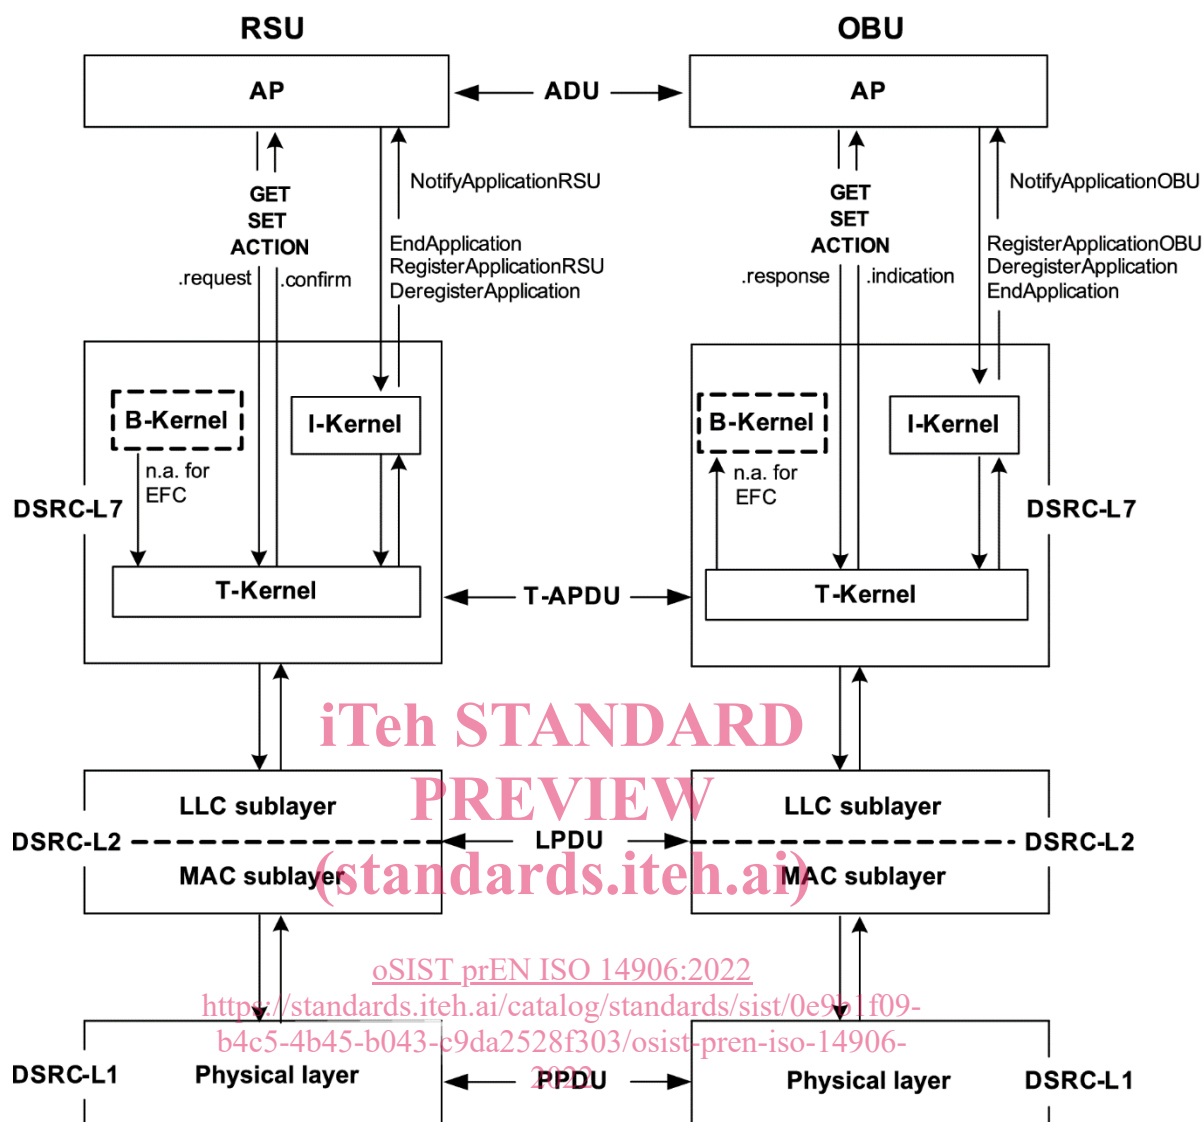 RSU OBU
AP ADU AP
GET
SET
ACTION
.request .confirm
NotifyApplicationRSU
EndApplication
RegisterApplicationRSU
DeregisterApplication
GET
SET
ACTION
.response .indication
NotifyApplicationOBU
RegisterApplicationOBU
DeregisterApplication
EndApplication
B-Kernel I-Kernel
n.a. for
EFC
DSRC-L7
T-Kernel
B-Kernel I-Kernel
n.a. for
EFC
DSRC-L7
T-APDU
T-Kernel
iTeh STANDARD
PREVIEW
(standards.iteh.ai)
LLC sublayer LLC sublayer
DSRC-L2 LPDU DSRC-L2
MAC sublayer MAC sublayer
oSIST prEN ISO 14906:2022
https://standards.iteh.ai/catalog/standards/sist/0e9b1f09-
b4c5-4b45-b043-c9da2528f303/osist-pren-iso-14906-
2022
DSRC-L1 Physical layer PPDU Physical layer DSRC-L1